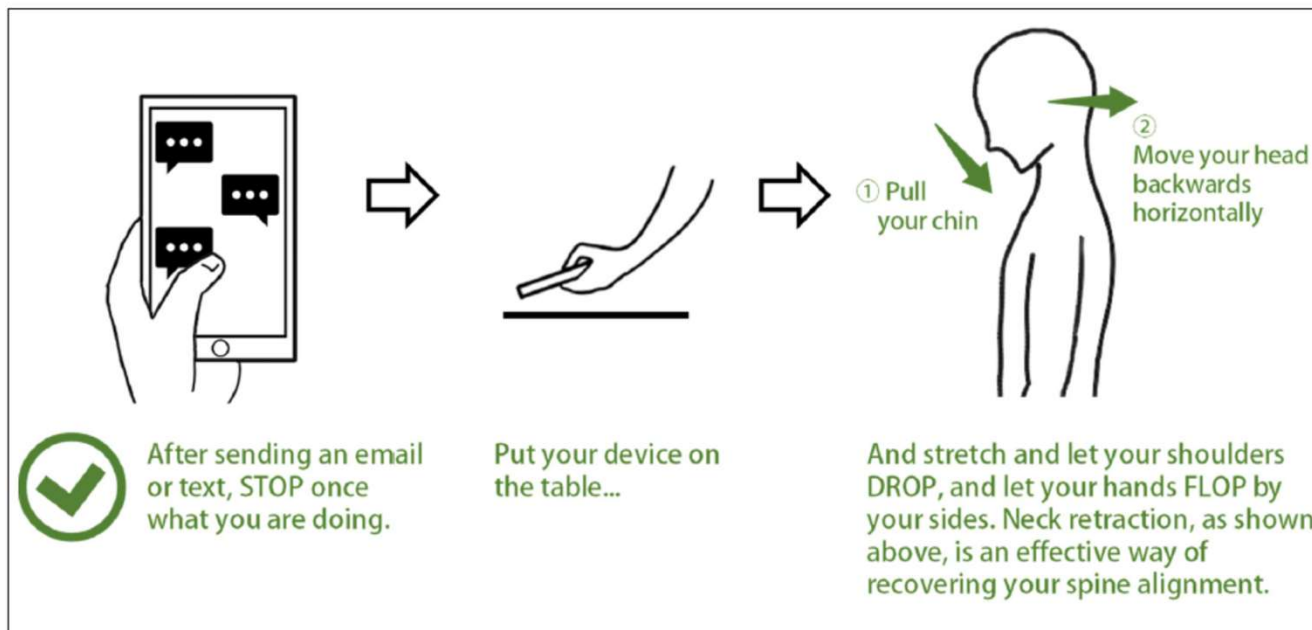 ① Pull
your chin
②
Move your head
backwards
horizontally
After sending an email
or text, STOP once
what you are doing.
Put your device on
the table...
And stretch and let your shoulders
DROP, and let your hands FLOP by
your sides. Neck retraction, as shown
above, is an effective way of
recovering your spine alignment.